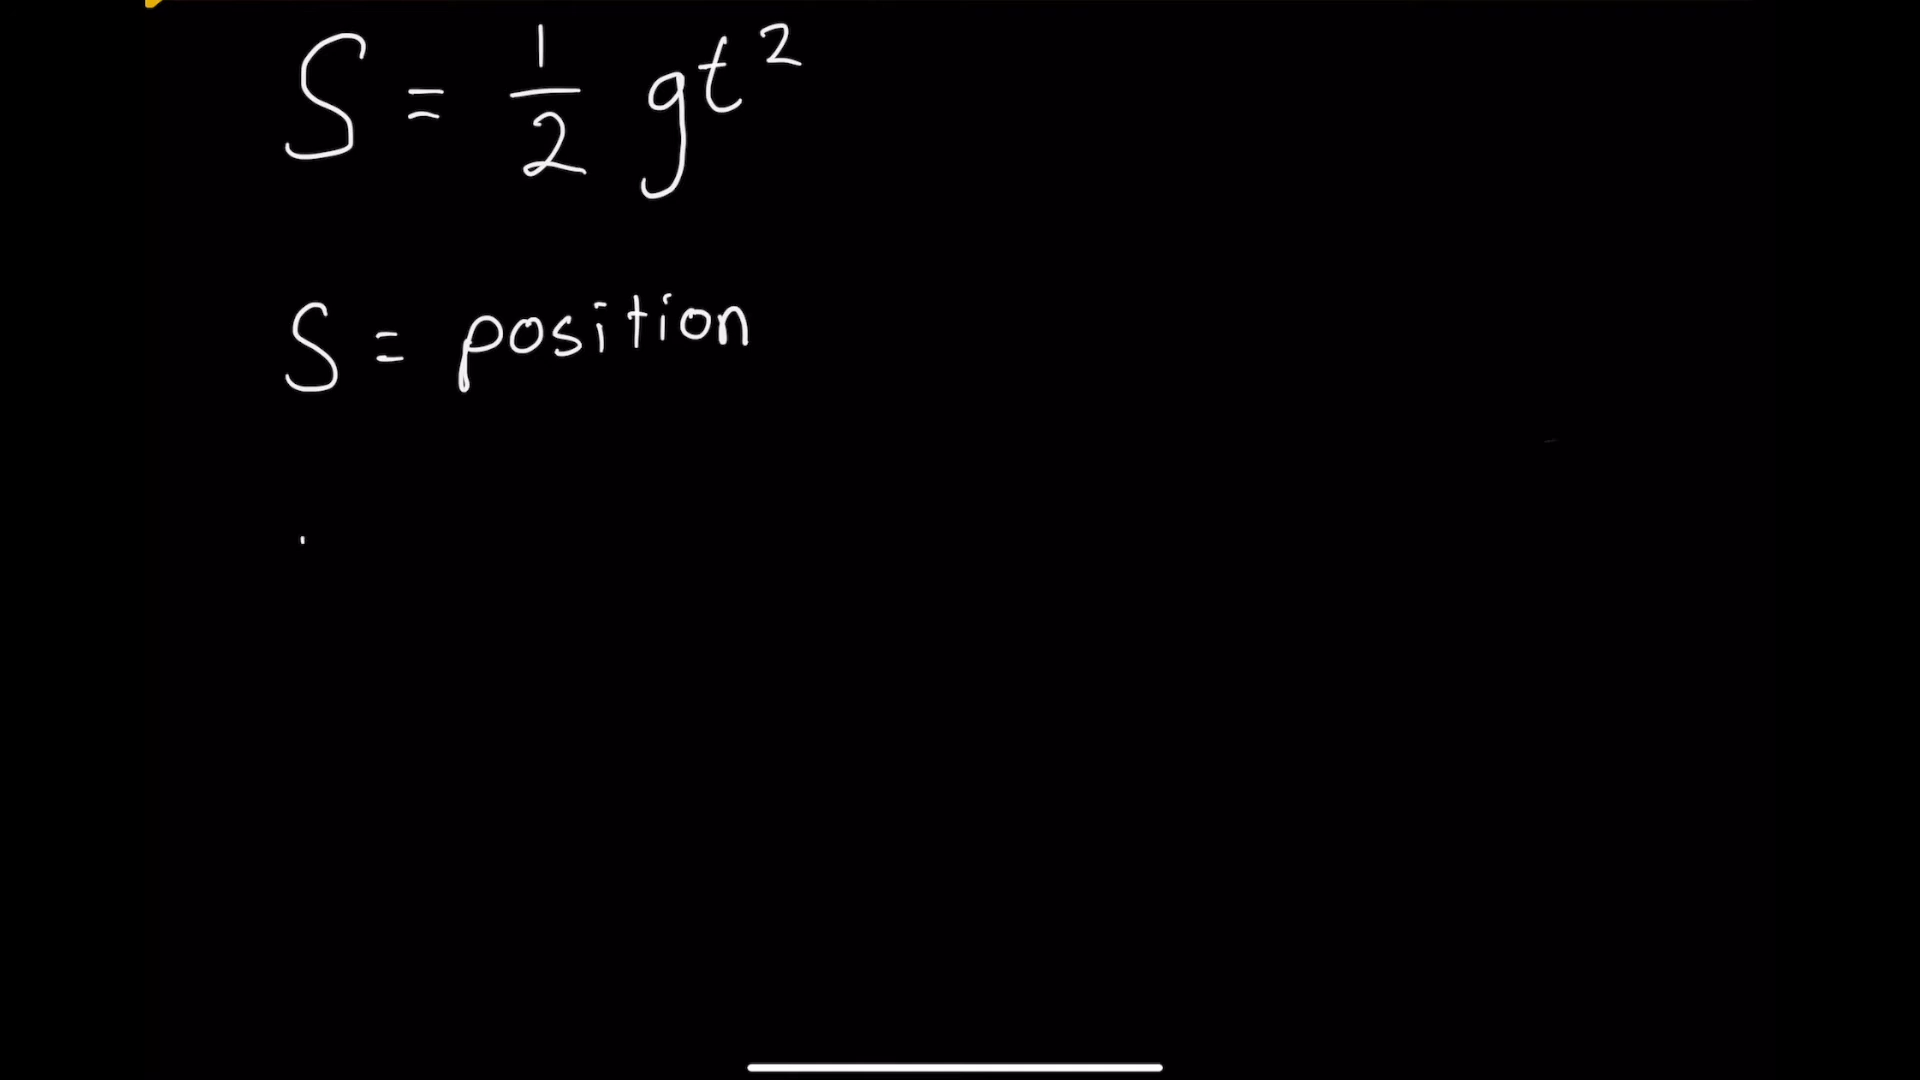 S = 1/2 gt²
S = position